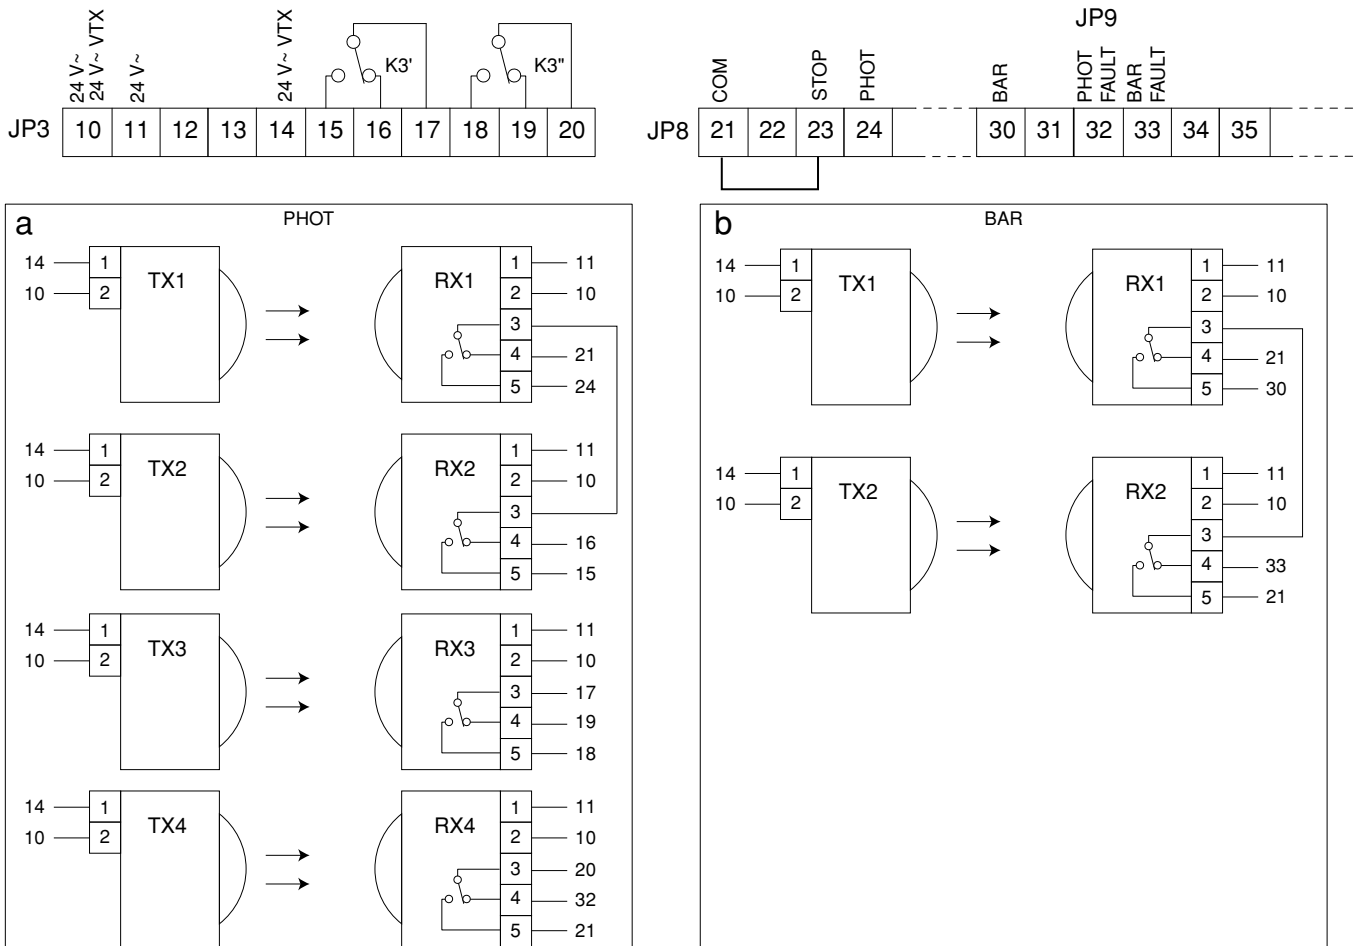 JP9
24 V~
24 V~ VTX
24 V~
24 V~ VTX
K3'
K3"
COM
STOP
PHOT
BAR
PHOT FAULT
BAR FAULT
JP3 10 11 12 13 14 15 16 17 18 19 20
JP8 21 22 23 24 30 31 32 33 34 35
a PHOT
14 1 TX1 RX1 1 11
10 2 2 10
3
4 21
5 24
14 1 TX2 RX2 1 11
10 2 2 10
3
4 16
5 15
14 1 TX3 RX3 1 11
10 2 2 10
3 17
4 19
5 18
14 1 TX4 RX4 1 11
10 2 2 10
3 20
4 32
5 21
b BAR
14 1 TX1 RX1 1 11
10 2 2 10
3
4 21
5 30
14 1 TX2 RX2 1 11
10 2 2 10
3
4 33
5 21